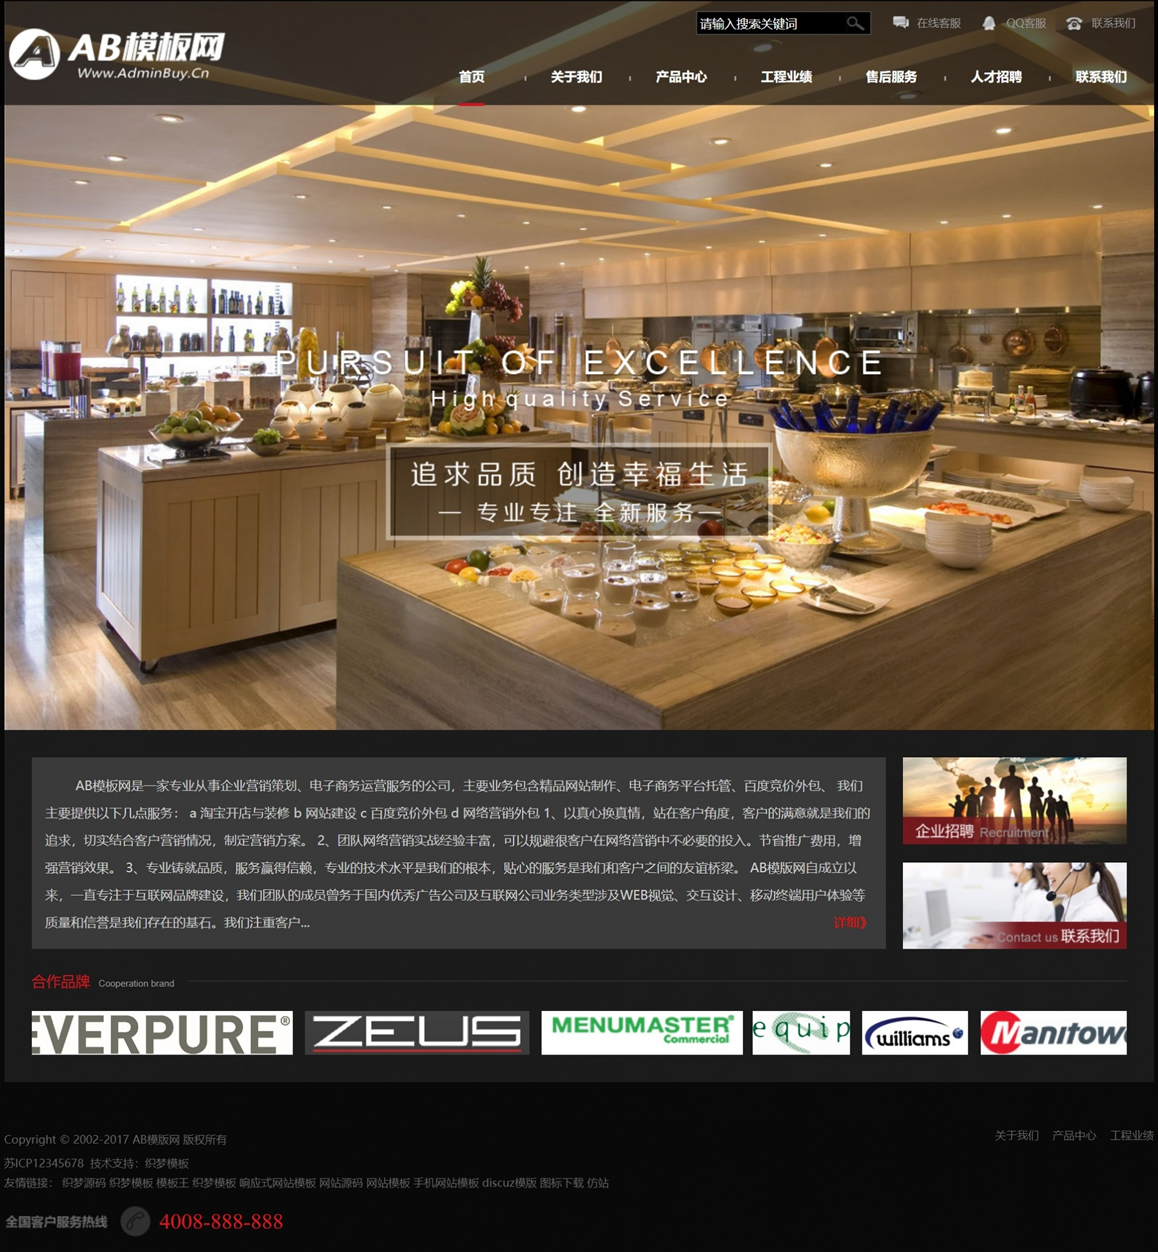 AB模板网
Www.AdminBuy.Cn
请输入搜索关键词
在线客服
QQ客服
联系我们
首页
关于我们
产品中心
工程业绩
售后服务
人才招聘
联系我们
PURSUIT OF EXCELLENCE
High quality Service
追求品质 创造幸福生活
— 专业专注 全新服务—
AB模板网是一家专业从事企业营销策划、电子商务运营服务的公司，主要业务包含精品网站制作、电子商务平台托管、百度竞价外包、 我们
主要提供以下几点服务： a 淘宝开店与装修 b 网站建设 c 百度竞价外包 d 网络营销外包 1、以真心换真情，站在客户角度，客户的满意就是我们的
追求，切实结合客户营销情况，制定营销方案。 2、团队网络营销实战经验丰富，可以规避很客户在网络营销中不必要的投入。节省推广费用，增
强营销效果。 3、专业铸就品质，服务赢得信赖，专业的技术水平是我们的根本，贴心的服务是我们和客户之间的友谊桥梁。 AB模版网自成立以
来，一直专注于互联网品牌建设，我们团队的成员曾务于国内优秀广告公司及互联网公司业务类型涉及WEB视觉、交互设计、移动终端用户体验等
质量和信誉是我们存在的基石。我们注重客户...
详细》
企业招聘 Recruitment
Contact us 联系我们
合作品牌 Cooperation brand
EVERPURE®
ZEUS
MENUMASTER®
Commercial
equip
williams
Manitow
Copyright © 2002-2017 AB模版网 版权所有
关于我们 产品中心 工程业绩
苏ICP12345678 技术支持：织梦模板
友情链接： 织梦源码 织梦模板 模板王 织梦模板 响应式网站模板 网站源码 网站模板 手机网站模板 discuz模版 图标下载 仿站
全国客户服务热线 4008-888-888